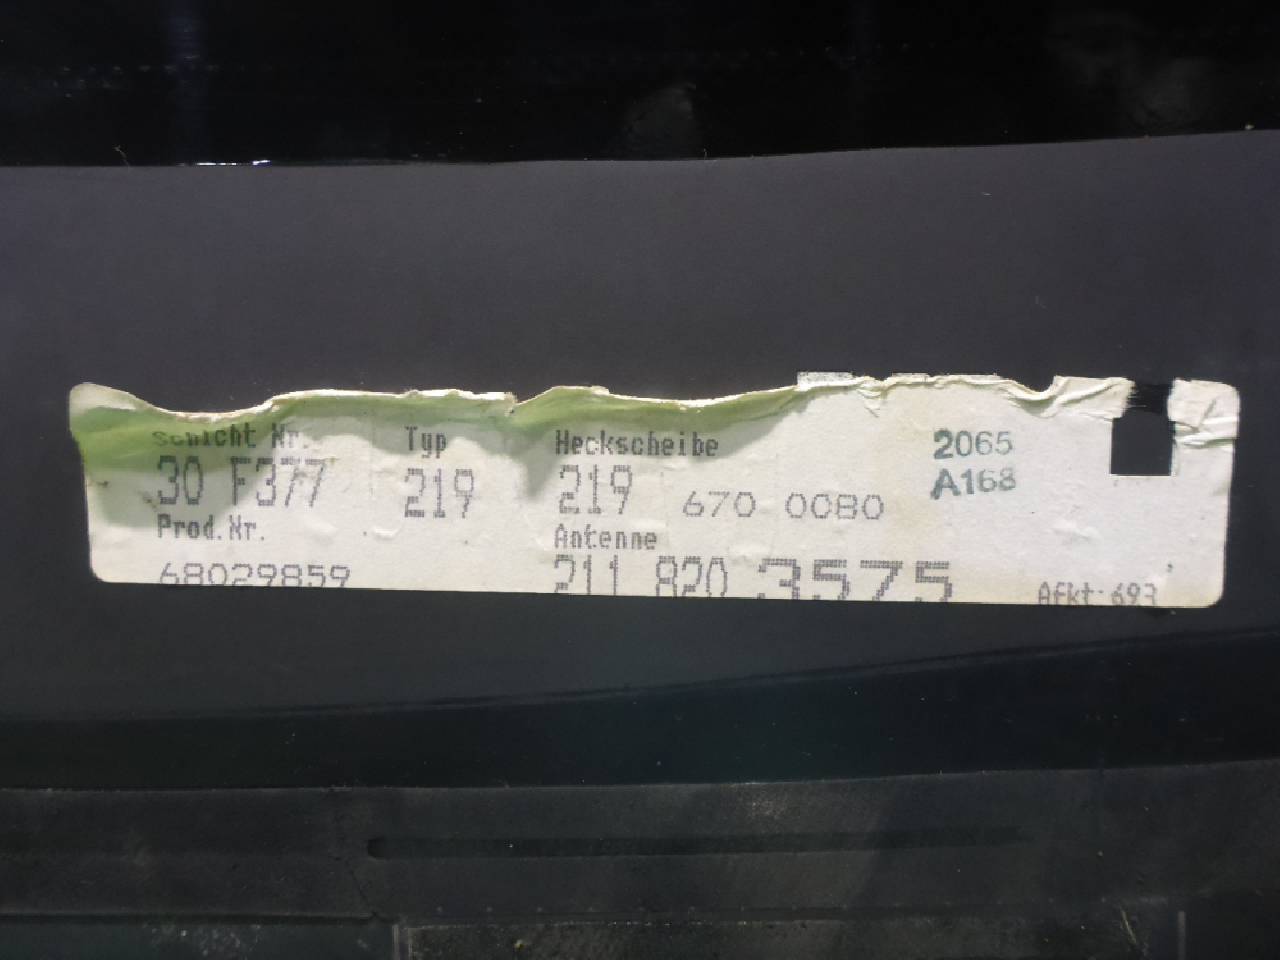 Schicht Nr. Typ Heckscheibe 2065
30 F377 219 219 670 0080 A168
Prod.Nr. Antenne
68029859 211 820 3575 Afkt:693